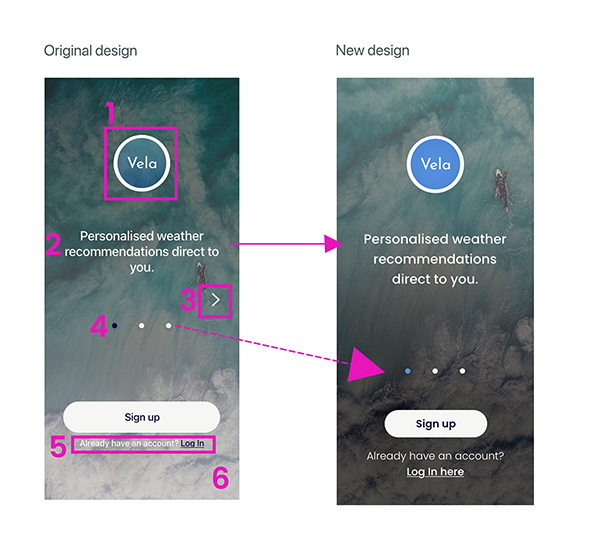 Original design
New design
1
Vela
Vela
2
Personalised weather
recommendations direct to
you.
Personalised weather
recommendations
direct to you.
3
4
Sign up
Sign up
5
Already have an account? Log In
Already have an account?
Log In here
6